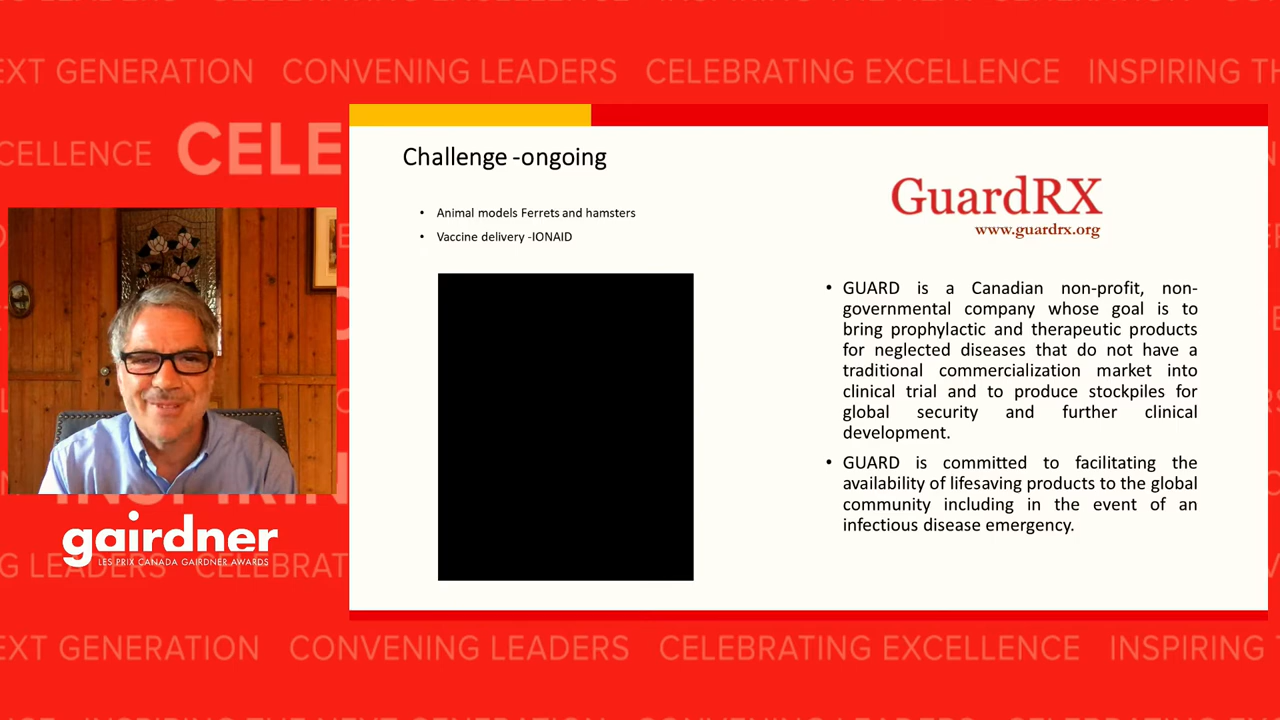 EXT GENERATION CONVENING LEADERS CELEBRATING EXCELLENCE INSPIRING TH
CELLENCE CELE
Challenge -ongoing
• Animal models Ferrets and hamsters
• Vaccine delivery -IONAID
GuardRX
www.guardrx.org
• GUARD is a Canadian non-profit, non-
governmental company whose goal is to
bring prophylactic and therapeutic products
for neglected diseases that do not have a
traditional commercialization market into
clinical trial and to produce stockpiles for
global security and further clinical
development.
• GUARD is committed to facilitating the
availability of lifesaving products to the global
community including in the event of an
infectious disease emergency.
gairdner
LES PRIX CANADA GAIRDNER AWARDS
G LEADERS CELEBRAT
EXT GENERATION CONVENING LEADERS CELEBRATING EXCELLENCE INSPIRING